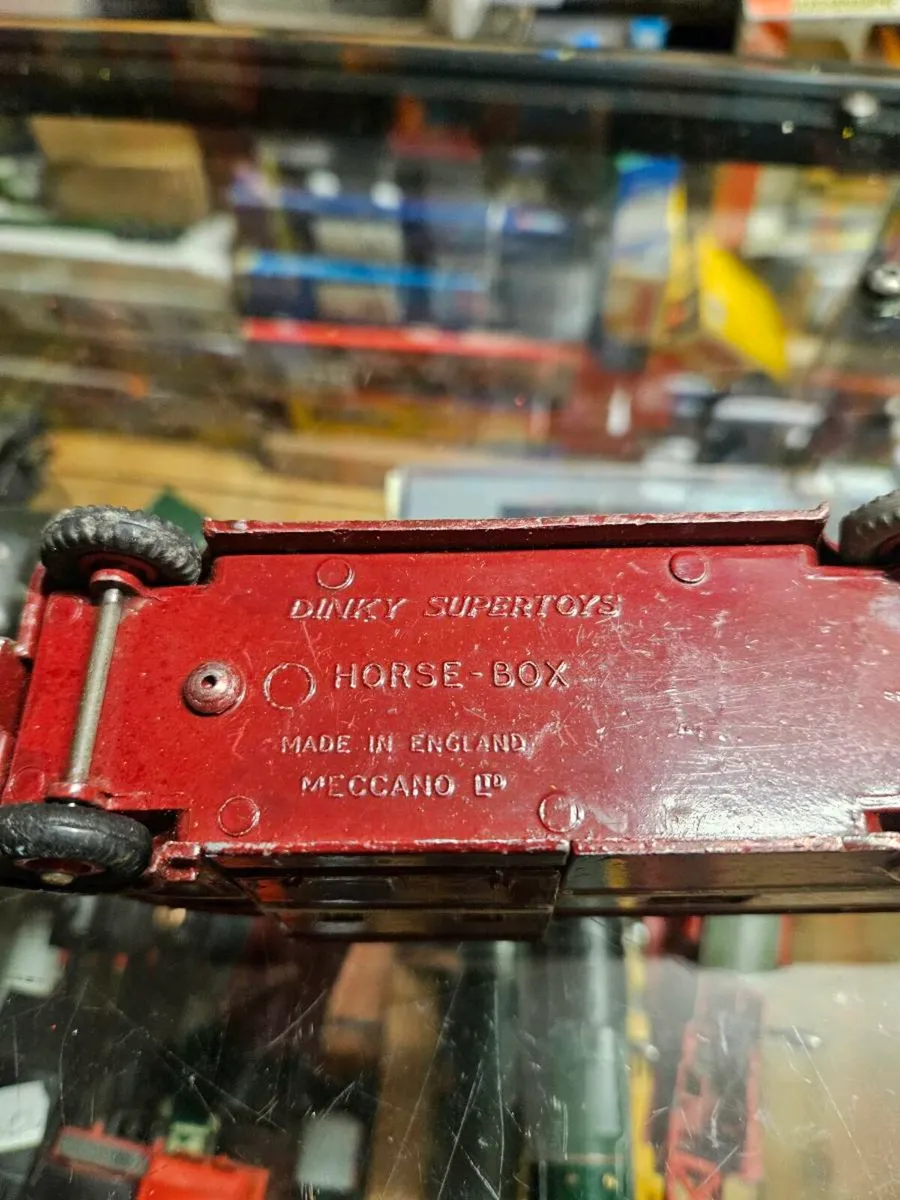 DINKY SUPERTOYS
HORSE-BOX
MADE IN ENGLAND
MECCANO LTD